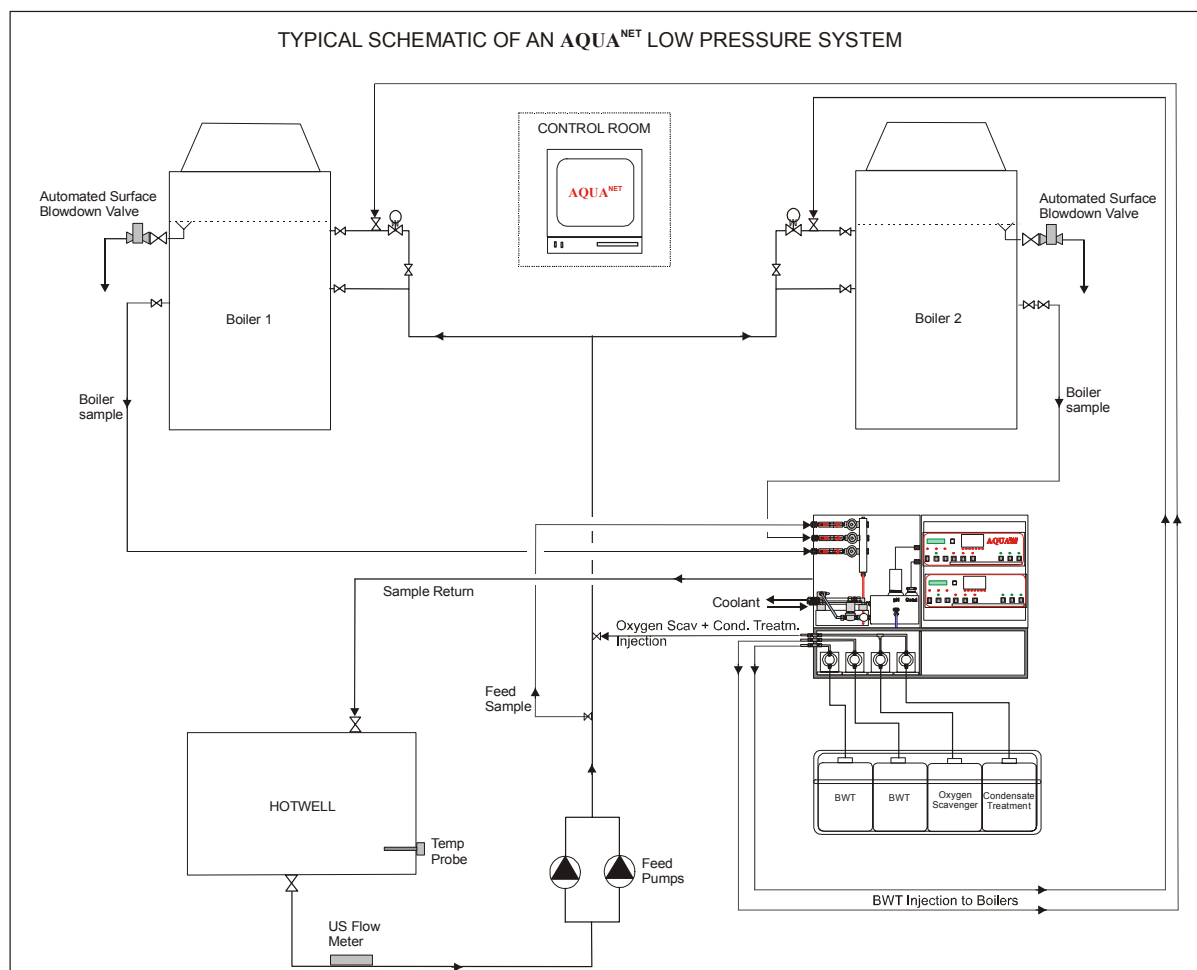 TYPICAL SCHEMATIC OF AN AQUANET LOW PRESSURE SYSTEM
CONTROL ROOM
AQUANET
Automated Surface
Blowdown Valve
Automated Surface
Blowdown Valve
Boiler 1
Boiler 2
Boiler
sample
Boiler
sample
Sample Return
Coolant
Oxygen Scav + Cond. Treatm.
Injection
Feed
Sample
pH
HOTWELL
Temp
Probe
Feed
Pumps
US Flow
Meter
BWT
BWT
Oxygen
Scavenger
Condensate
Treatment
BWT Injection to Boilers